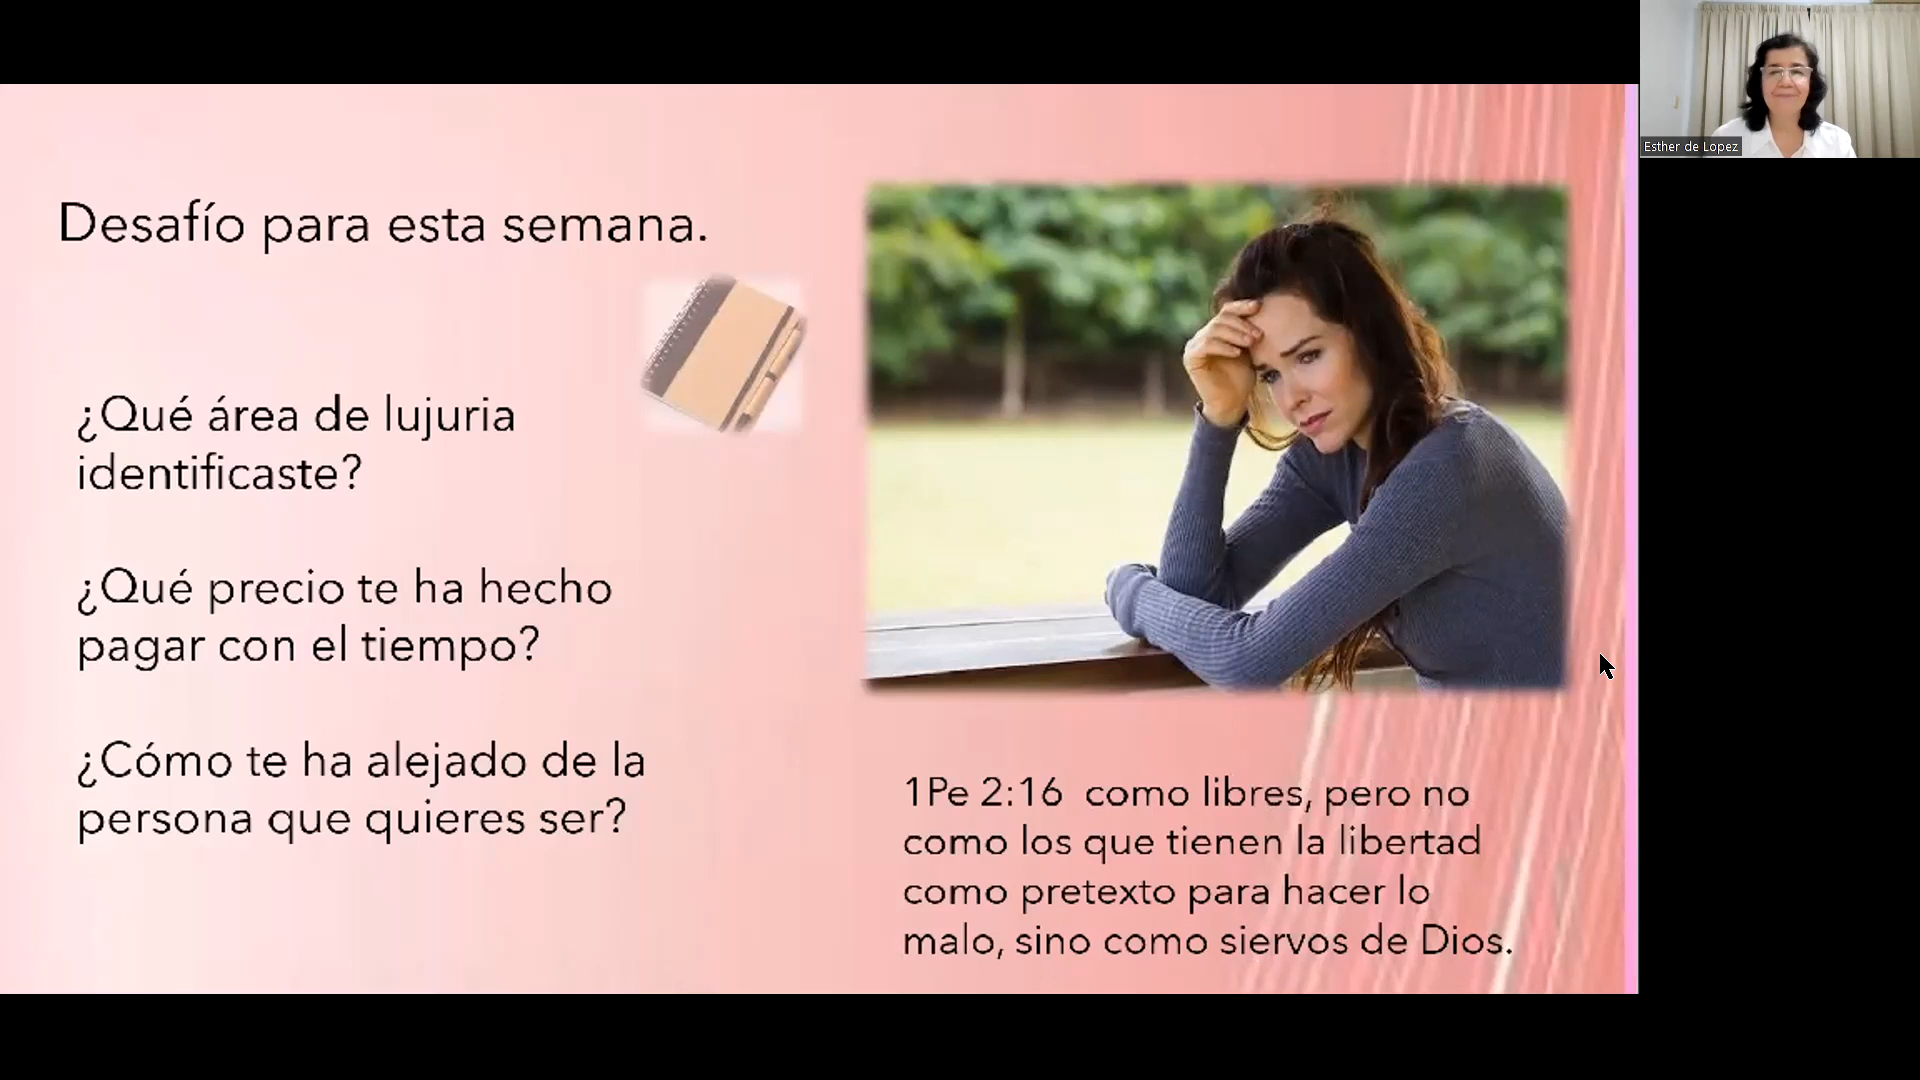 Desafío para esta semana.
¿Qué área de lujuria
identificaste?
¿Qué precio te ha hecho
pagar con el tiempo?
¿Cómo te ha alejado de la
persona que quieres ser?
1Pe 2:16  como libres, pero no
como los que tienen la libertad
como pretexto para hacer lo
malo, sino como siervos de Dios.
Esther de Lopez